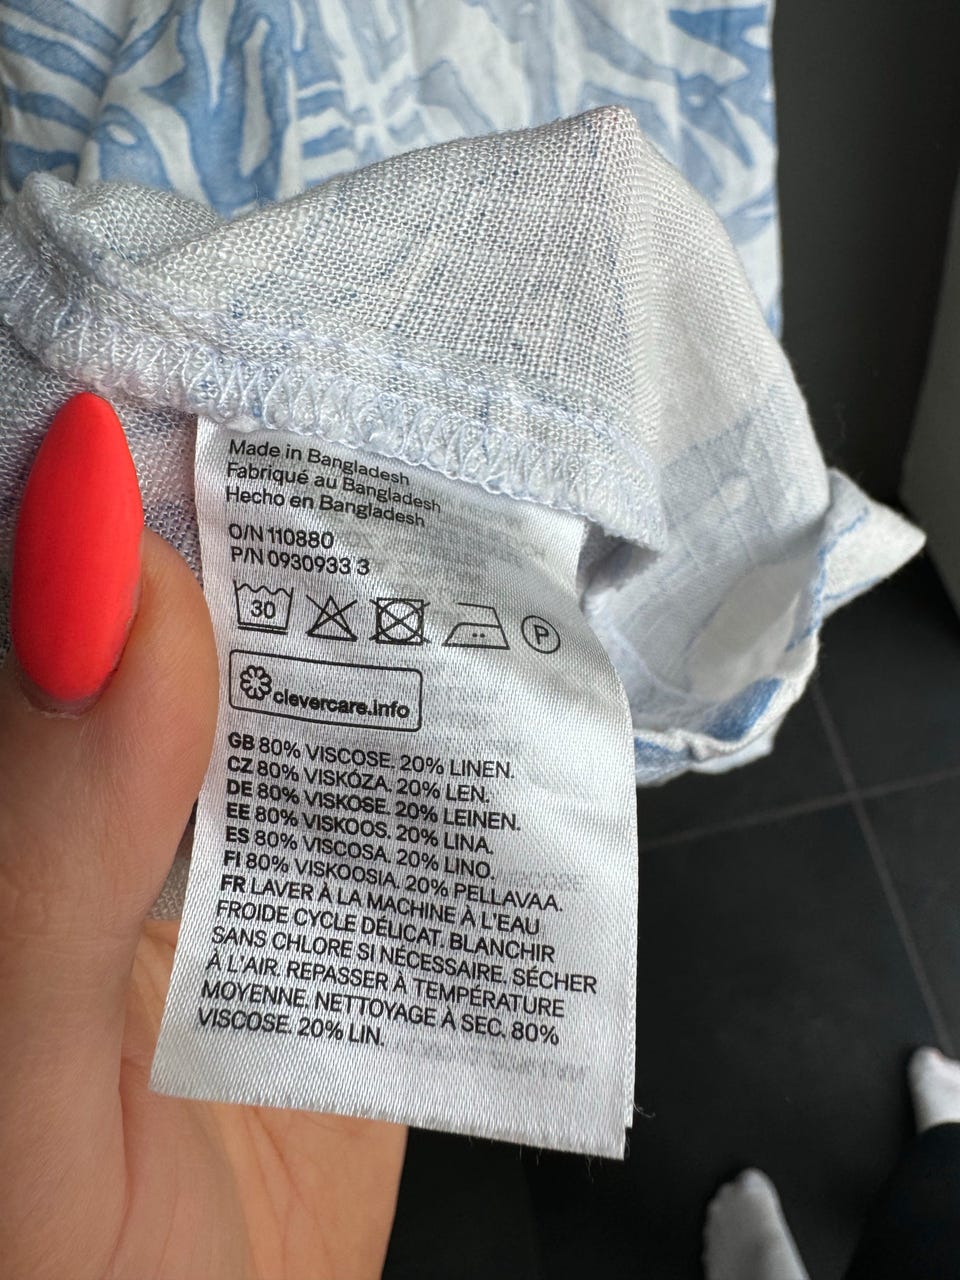 Made in Bangladesh
Fabriqué au Bangladesh
Hecho en Bangladesh
O/N 110880
P/N 0930933 3
30
P
clevercare.info
GB 80% VISCOSE. 20% LINEN.
CZ 80% VISKÓZA. 20% LEN.
DE 80% VISKOSE. 20% LEINEN.
EE 80% VISKOOS. 20% LINA.
ES 80% VISCOSA. 20% LINO.
FI 80% VISKOOSIA. 20% PELLAVAA.
FR LAVER À LA MACHINE À L'EAU
FROIDE CYCLE DÉLICAT. BLANCHIR
SANS CHLORE SI NÉCESSAIRE. SÉCHER
À L'AIR. REPASSER À TEMPÉRATURE
MOYENNE. NETTOYAGE À SEC. 80%
VISCOSE. 20% LIN.